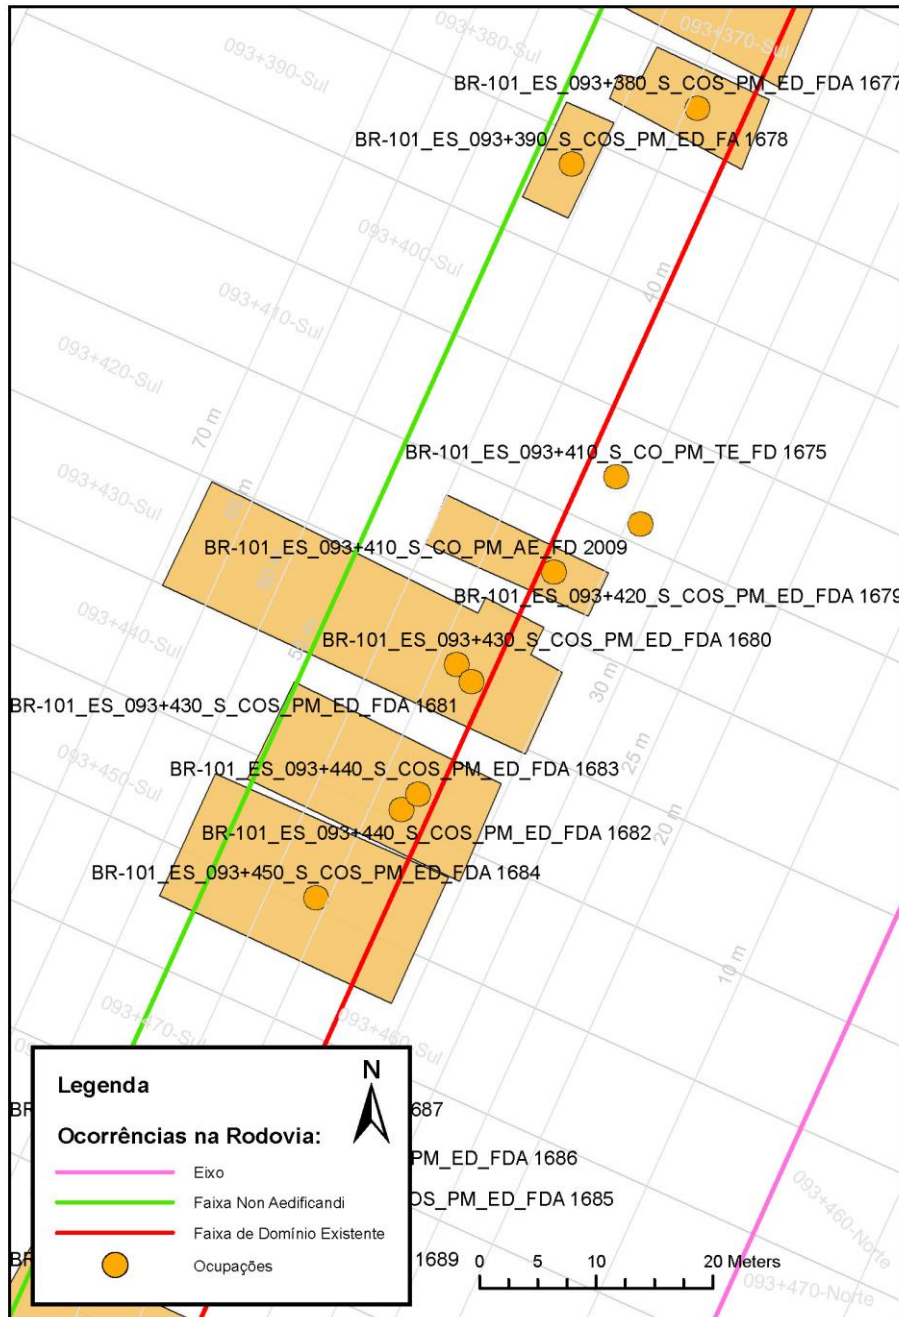 093+370-Sul
093+380-Sul
093+390-Sul
BR-101_ES_093+380_S_COS_PM_ED_FDA 1677
BR-101_ES_093+390_S_COS_PM_ED_FA 1678
093+400-Sul
40 m
093+410-Sul
093+420-Sul
70 m
BR-101_ES_093+410_S_CO_PM_TE_FD 1675
093+430-Sul
BR-101_ES_093+410_S_CO_PM_AE_FD 2009
BR-101_ES_093+420_S_COS_PM_ED_FDA 1679
093+440-Sul
BR-101_ES_093+430_S_COS_PM_ED_FDA 1680
30 m
BR-101_ES_093+430_S_COS_PM_ED_FDA 1681
25 m
093+450-Sul
BR-101_ES_093+440_S_COS_PM_ED_FDA 1683
20 m
BR-101_ES_093+440_S_COS_PM_ED_FDA 1682
BR-101_ES_093+450_S_COS_PM_ED_FDA 1684
10 m
093+470-Sul
093+460-Sul
Legenda
N
Ocorrências na Rodovia:
Eixo
Faixa Non Aedificandi
Faixa de Domínio Existente
Ocupações
687
PM_ED_FDA 1686
OS_PM_ED_FDA 1685
1689
0 5 10 20 Meters
093+460-Norte
093+470-Norte